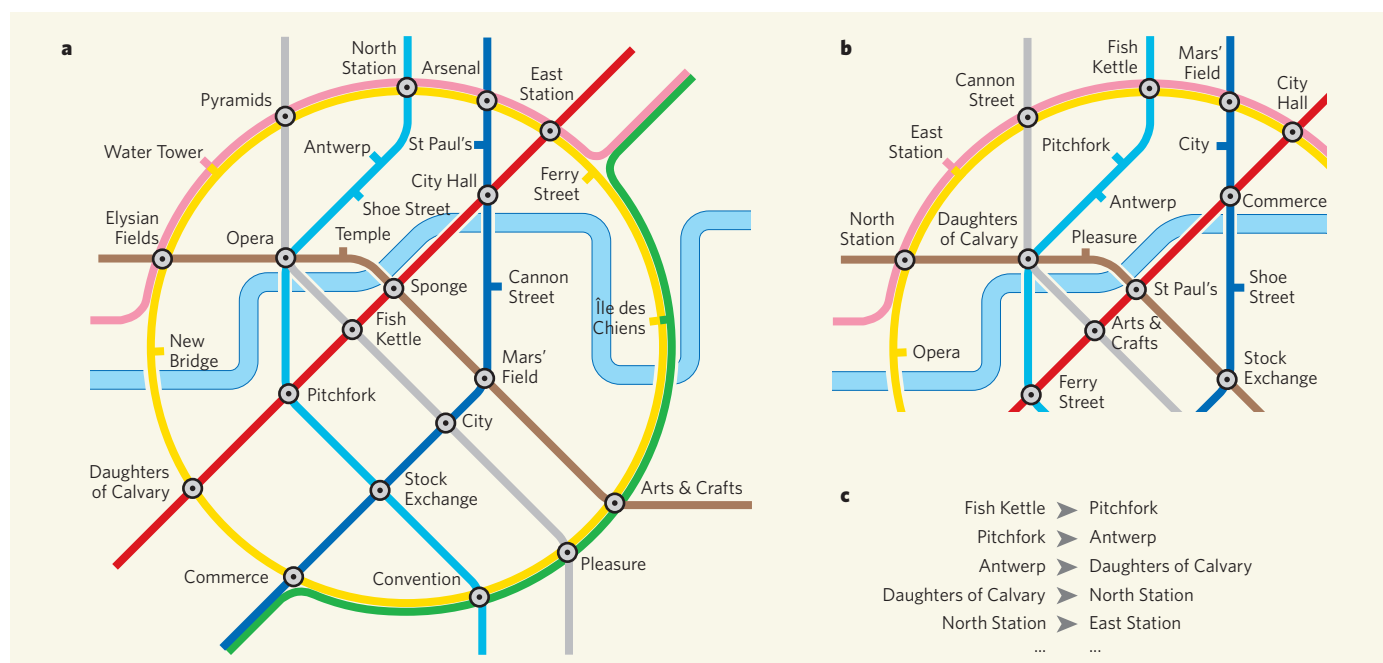 a
North
Station
Arsenal
East
Station
Pyramids
Water Tower
Antwerp
St Paul's
City Hall
Ferry
Street
Shoe Street
Elysian
Fields
Opera
Temple
Sponge
Cannon
Street
Île des
Chiens
New
Bridge
Fish
Kettle
Mars'
Field
Pitchfork
City
Daughters
of Calvary
Stock
Exchange
Arts & Crafts
Commerce
Convention
Pleasure
b
Fish
Kettle
Mars'
Field
City
Hall
Cannon
Street
East
Station
Pitchfork
City
Antwerp
Commerce
North
Station
Daughters
of Calvary
Pleasure
St Paul's
Shoe
Street
Opera
Arts &
Crafts
Stock
Exchange
Ferry
Street
c
Fish Kettle ➤ Pitchfork
Pitchfork ➤ Antwerp
Antwerp ➤ Daughters of Calvary
Daughters of Calvary ➤ North Station
North Station ➤ East Station
... ...